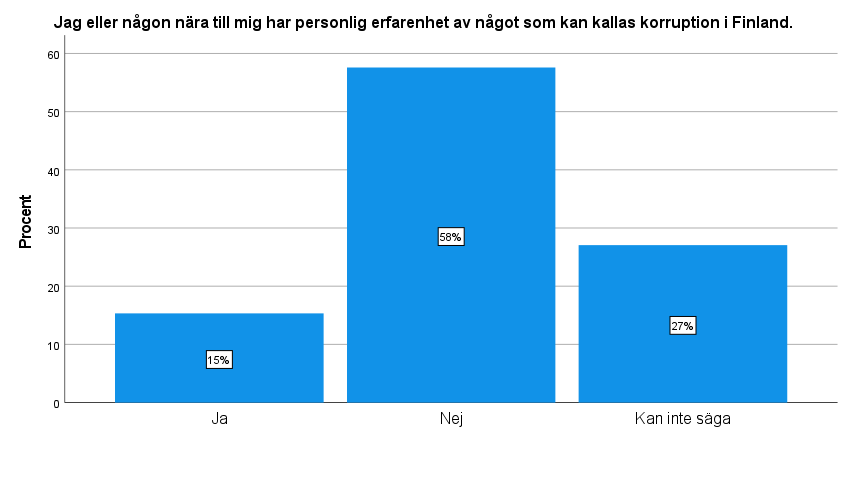 Jag eller någon nära till mig har personlig erfarenhet av något som kan kallas korruption i Finland.
60
50
40
30
20
10
0
Procent
58%
27%
15%
Ja
Nej
Kan inte säga